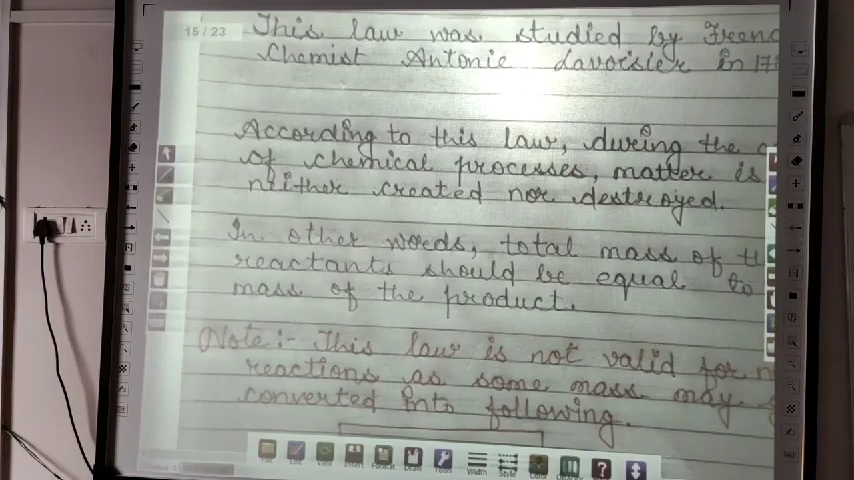 15 / 23
This law was studied by
Chemist Antonie Lavoisier in
According to this law, during the
of chemical processes, matter is
neither created nor destroyed.
In other words, total mass of
reactants should be equal to
mass of the product.
Note:- This law is not valid for
reactions as some mass may
converted into following.
Width
Style